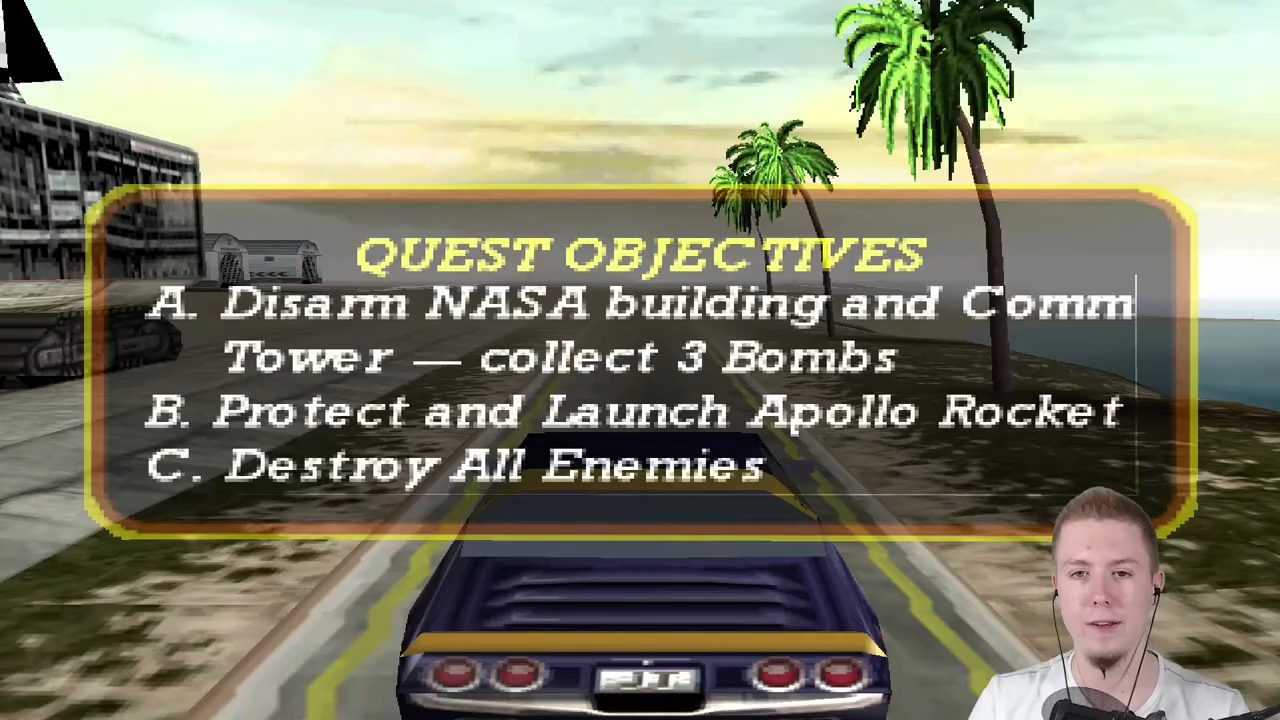 QUEST OBJECTIVES
A. Disarm NASA building and Comm
Tower — collect 3 Bombs
B. Protect and Launch Apollo Rocket
C. Destroy All Enemies